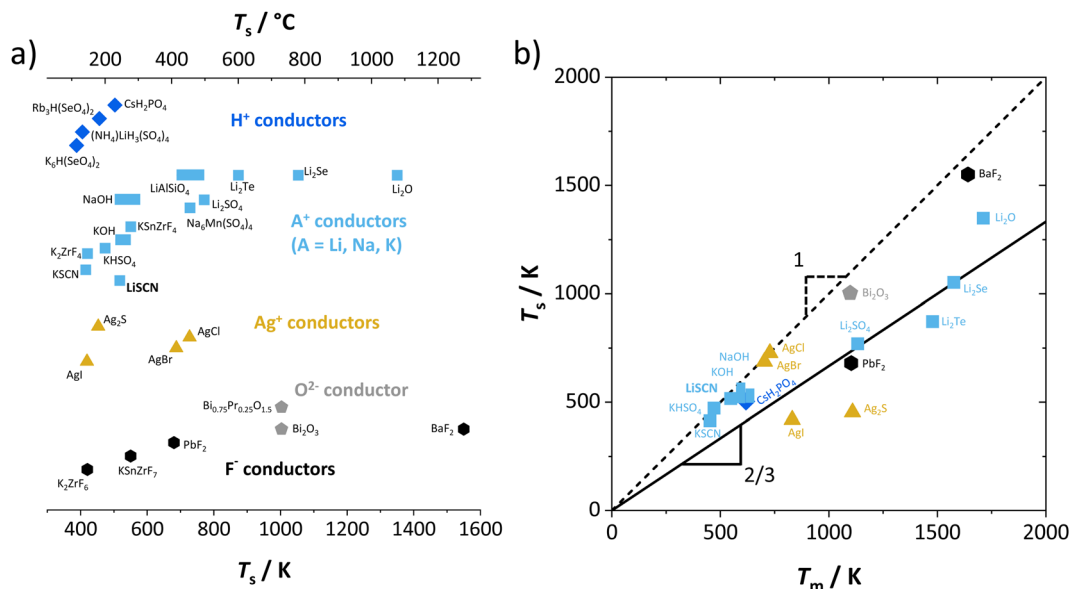 a)
T_s / °C
200 400 600 800 1000 1200
Rb₃H(SeO₄)₂
CsH₂PO₄
(NH₄)LiH₃(SO₄)₄
K₆H(SeO₄)₂
H⁺ conductors
LiAlSiO₄
Li₂Te
Li₂Se
Li₂O
NaOH
Li₂SO₄
Na₆Mn(SO₄)₄
KSnZrF₄
KOH
K₂ZrF₄
KHSO₄
KSCN
LiSCN
A⁺ conductors
(A = Li, Na, K)
Ag₂S
Ag⁺ conductors
AgCl
AgBr
AgI
O²⁻ conductor
Bi₀.₇₅Pr₀.₂₅O₁.₅
Bi₂O₃
BaF₂
PbF₂
KSnZrF₇
K₂ZrF₆
F⁻ conductors
400 600 800 1000 1200 1400 1600
T_s / K
b)
T_s / K
2000
1500
1000
500
0
BaF₂
Li₂O
1
Bi₂O₃
Li₂Se
Li₂Te
Li₂SO₄
AgCl
NaOH
AgBr
KOH
PbF₂
LiSCN
CsH₂PO₄
KHSO₄
Ag₂S
KSCN
AgI
2/3
0 500 1000 1500 2000
T_m / K